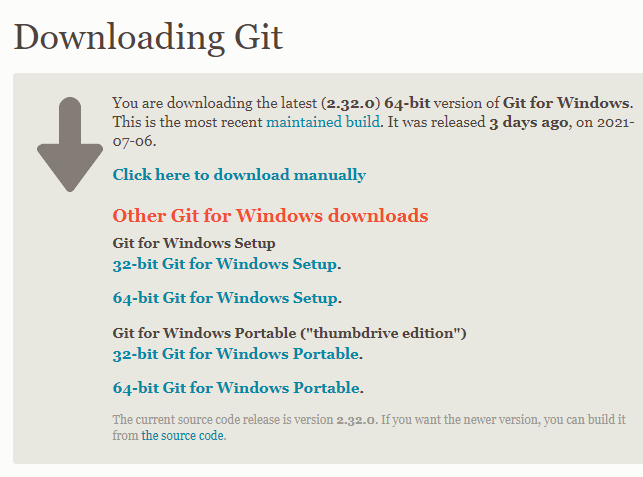 Downloading Git
You are downloading the latest (2.32.0) 64-bit version of Git for Windows.
This is the most recent maintained build. It was released 3 days ago, on 2021-
07-06.
Click here to download manually
Other Git for Windows downloads
Git for Windows Setup
32-bit Git for Windows Setup.
64-bit Git for Windows Setup.
Git for Windows Portable ("thumbdrive edition")
32-bit Git for Windows Portable.
64-bit Git for Windows Portable.
The current source code release is version 2.32.0. If you want the newer version, you can build it
from the source code.